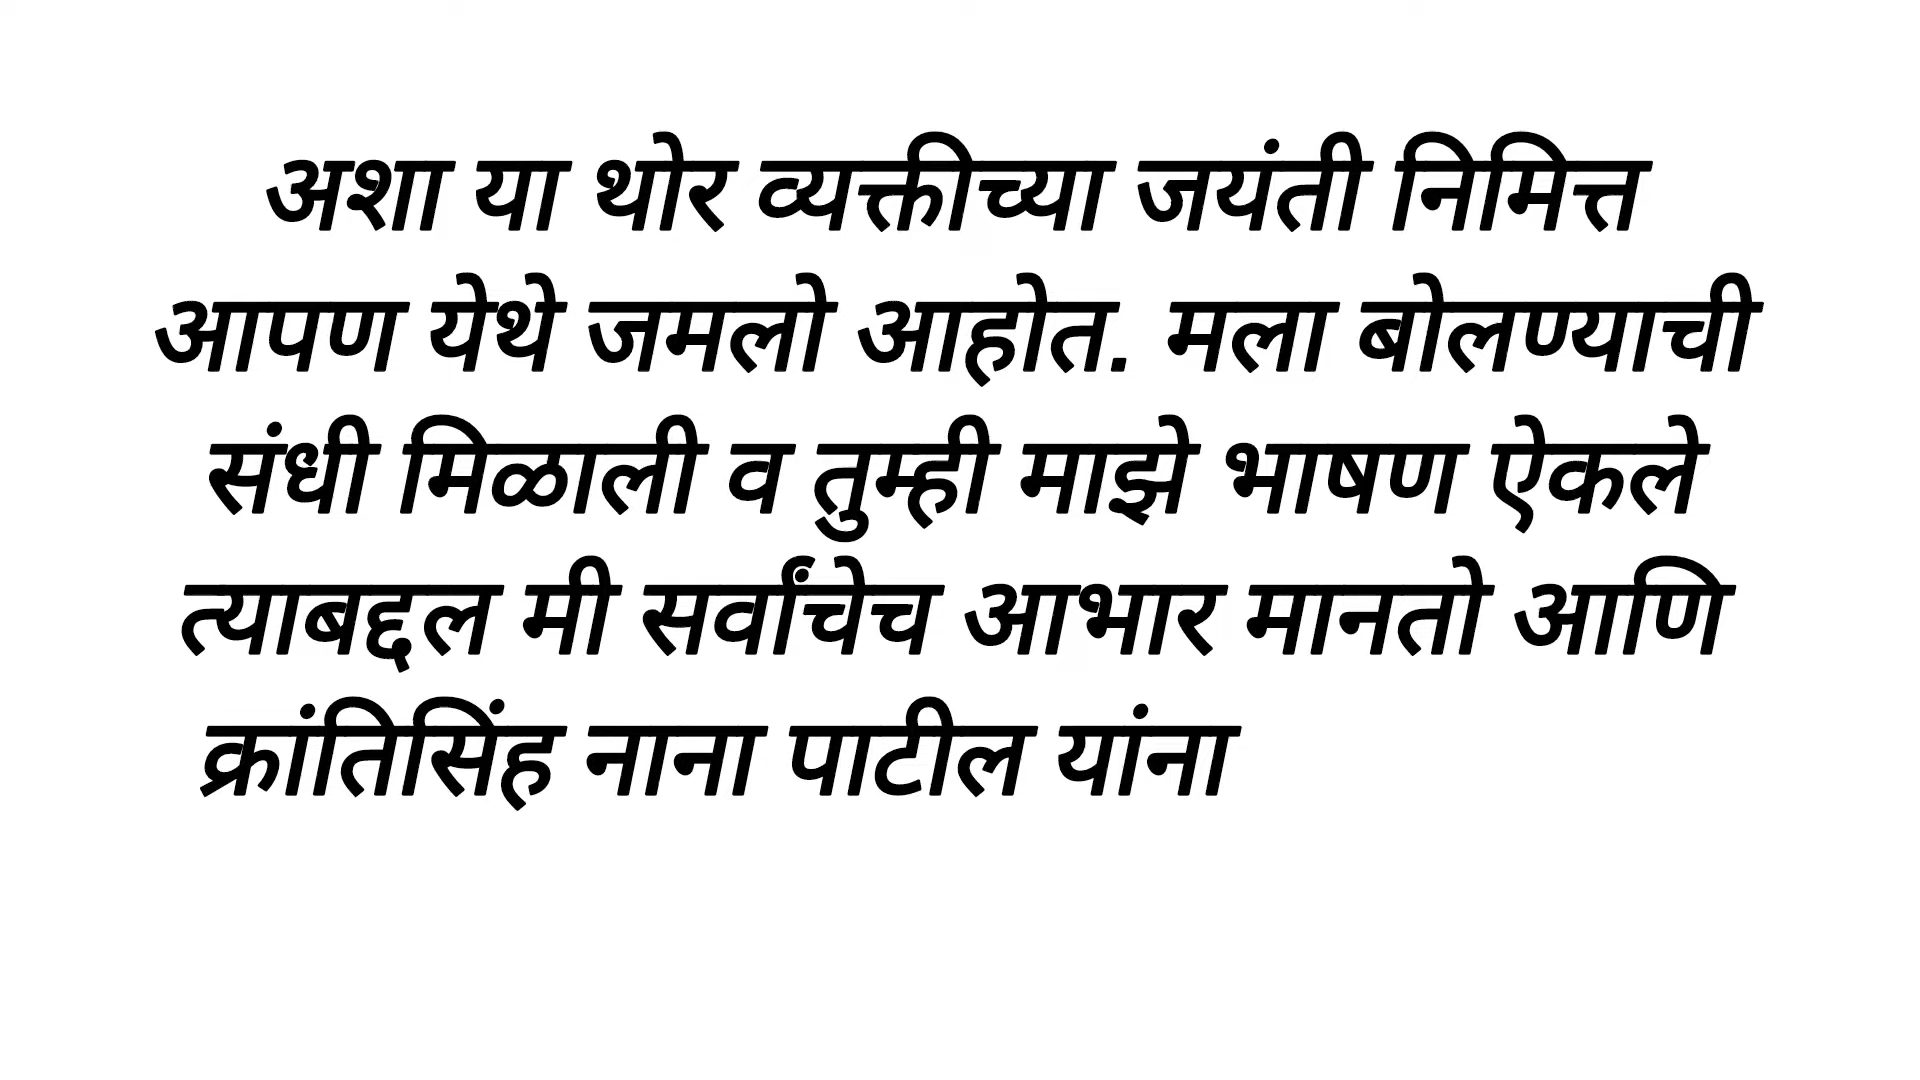 अशा या थोर व्यक्तीच्या जयंती निमित्त
आपण येथे जमलो आहोत. मला बोलण्याची
संधी मिळाली व तुम्ही माझे भाषण ऐकले
त्याबद्दल मी सर्वांचेच आभार मानतो आणि
क्रांतिसिंह नाना पाटील यांना